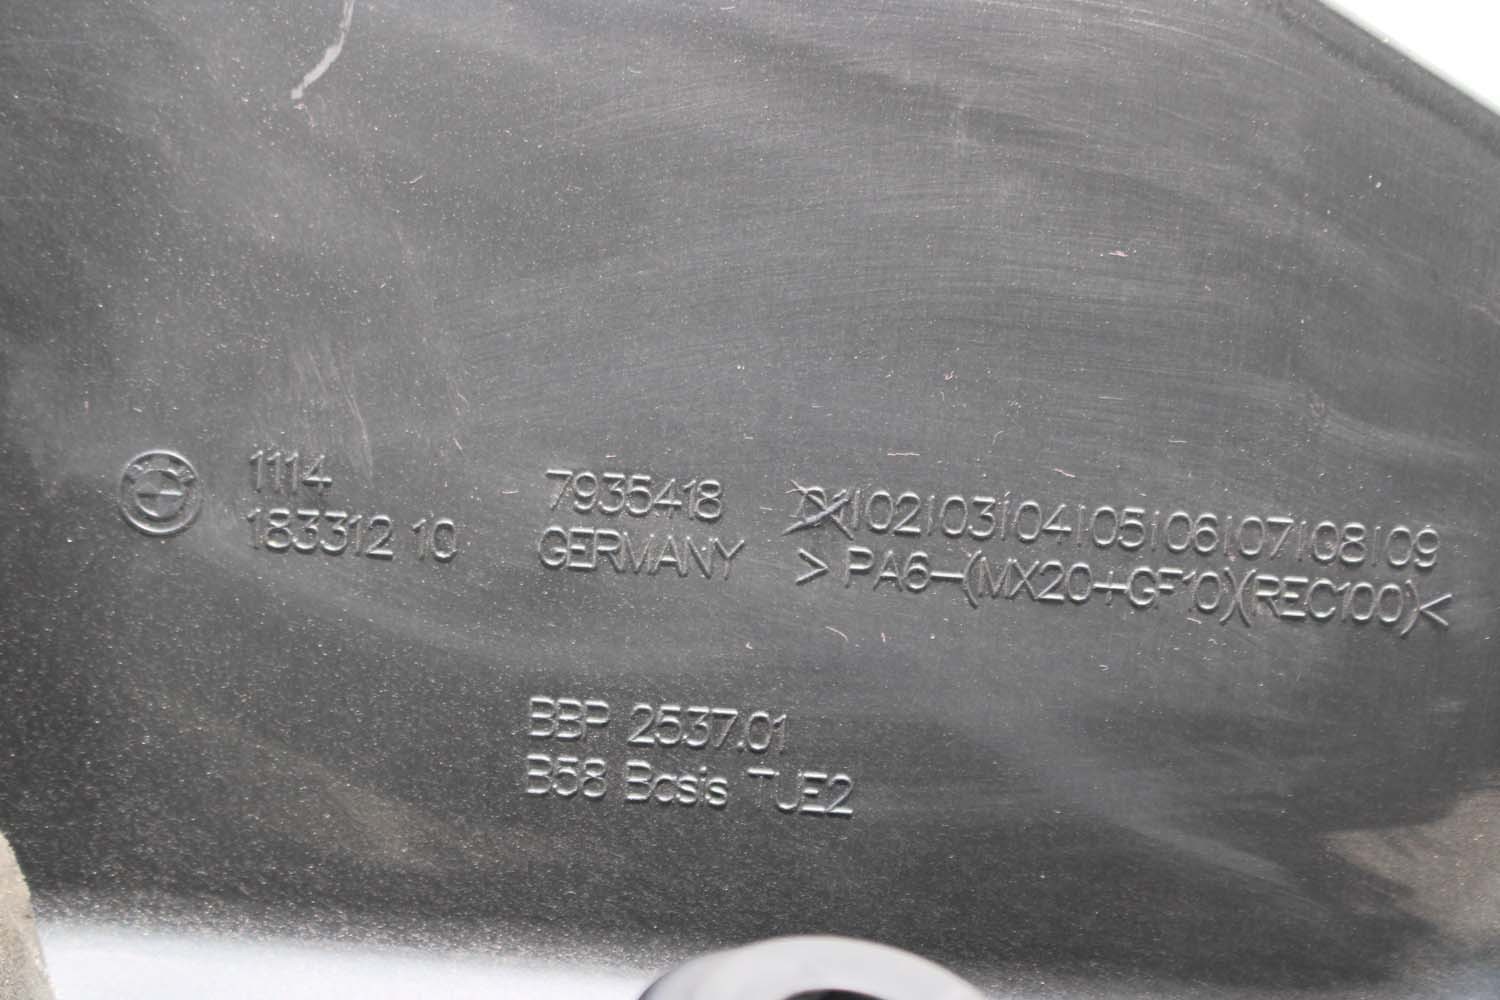 1114 7935418 01|02|03|04|05|06|07|08|09
183312 10 GERMANY >PA6-(MX20+GF10)(REC100)<
BBP 2537.01
B58 Basis TUE2